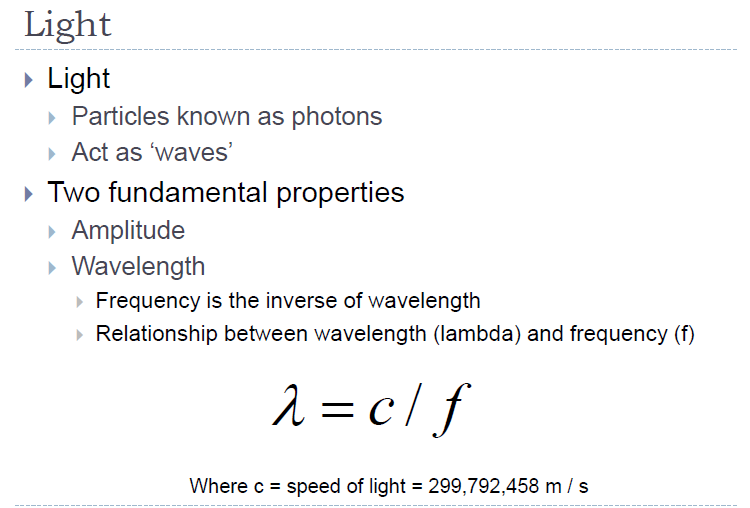 Light
Light
Particles known as photons
Act as ‘waves’
Two fundamental properties
Amplitude
Wavelength
Frequency is the inverse of wavelength
Relationship between wavelength (lambda) and frequency (f)
λ = c / f
Where c = speed of light = 299,792,458 m / s